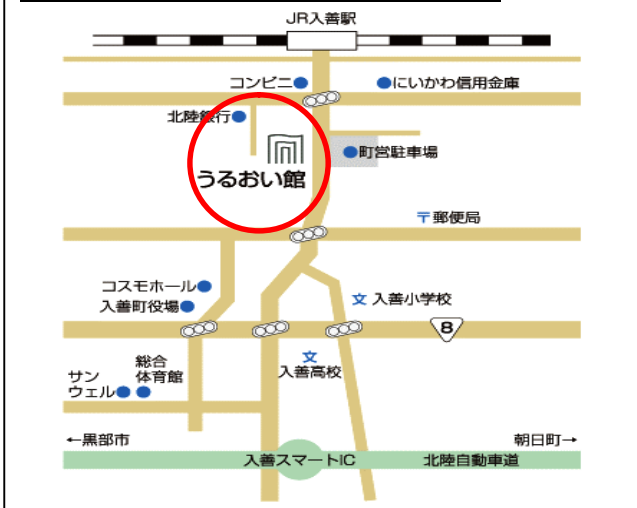 JR入善駅
コンビニ
にいかわ信用金庫
北陸銀行
町営駐車場
うるおい館
〒郵便局
コスモホール
入善町役場
文 入善小学校
8
文
入善高校
総合
体育館
サン
ウェル
←黒部市
朝日町→
入善スマートIC
北陸自動車道